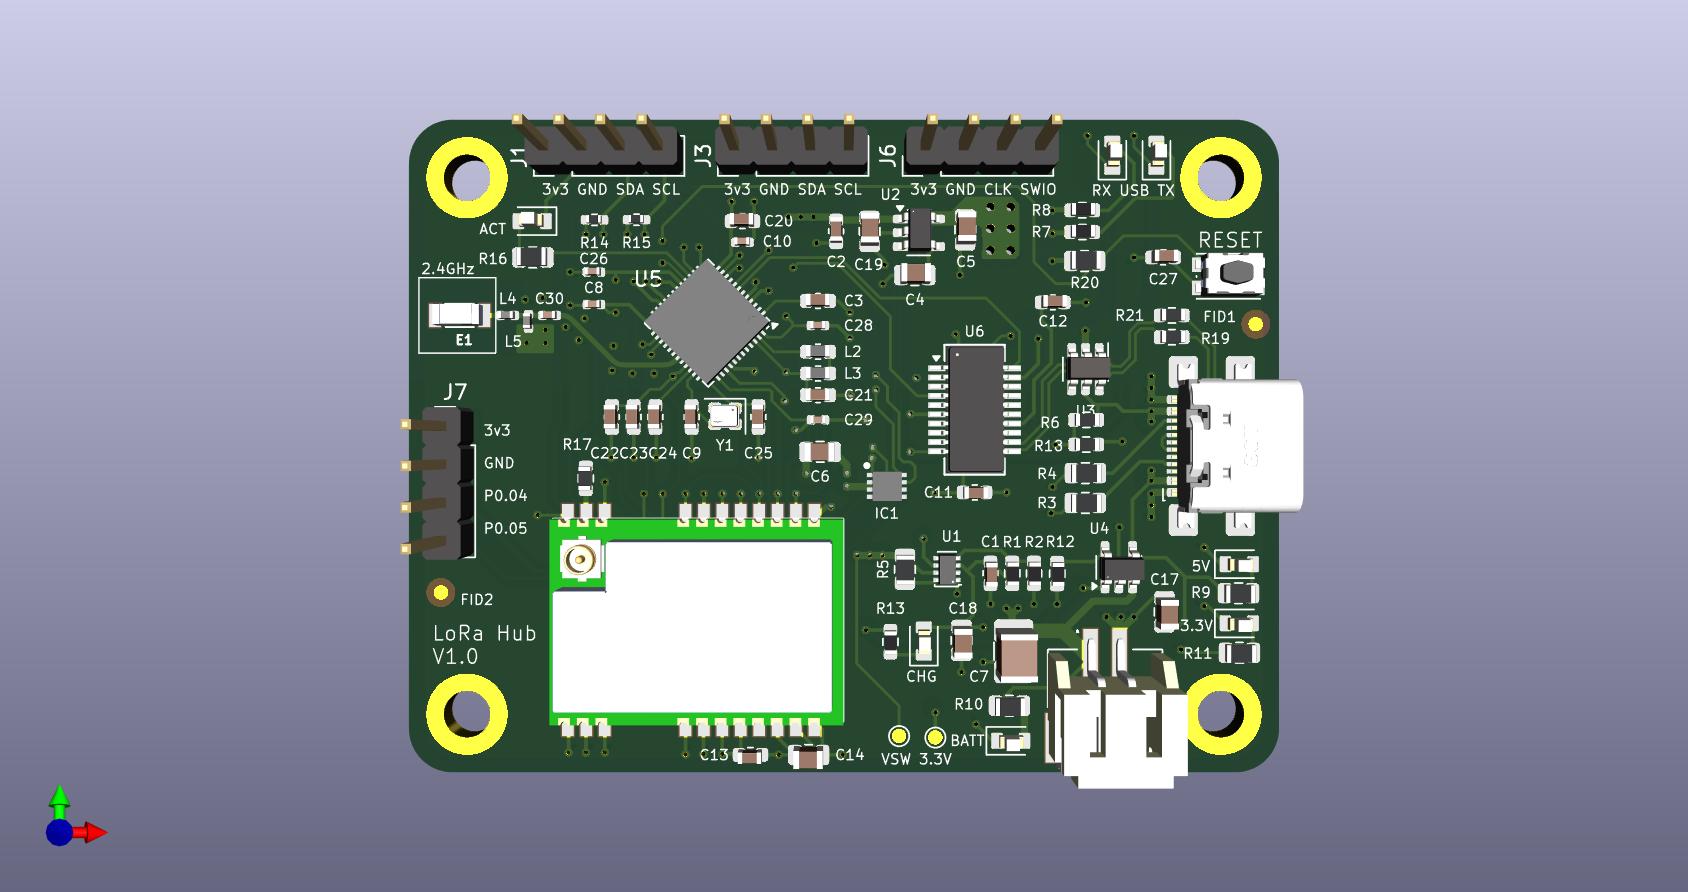 J1
J3
J6
3v3 GND SDA SCL
3v3 GND SDA SCL
3v3 GND CLK SWIO
RX USB TX
U2
ACT
R14
R15
C20
C10
C2
C19
C5
R8
R7
RESET
R16
C26
C8
U5
C4
R20
C27
2.4GHz
L4
C30
C3
C28
C12
R21
FID1
E1
L5
U6
R19
L2
L3
J7
C21
C29
U3
3v3
R17
C22
C23
C24
C9
Y1
C25
R6
R13
GND
C6
R4
P0.04
C11
R3
IC1
P0.05
U4
U1
C1
R1
R2
R12
R5
5V
C17
R9
FID2
R13
C18
3.3V
LoRa Hub
V1.0
R11
CHG
C7
R10
BATT
C13
C14
VSW 3.3V